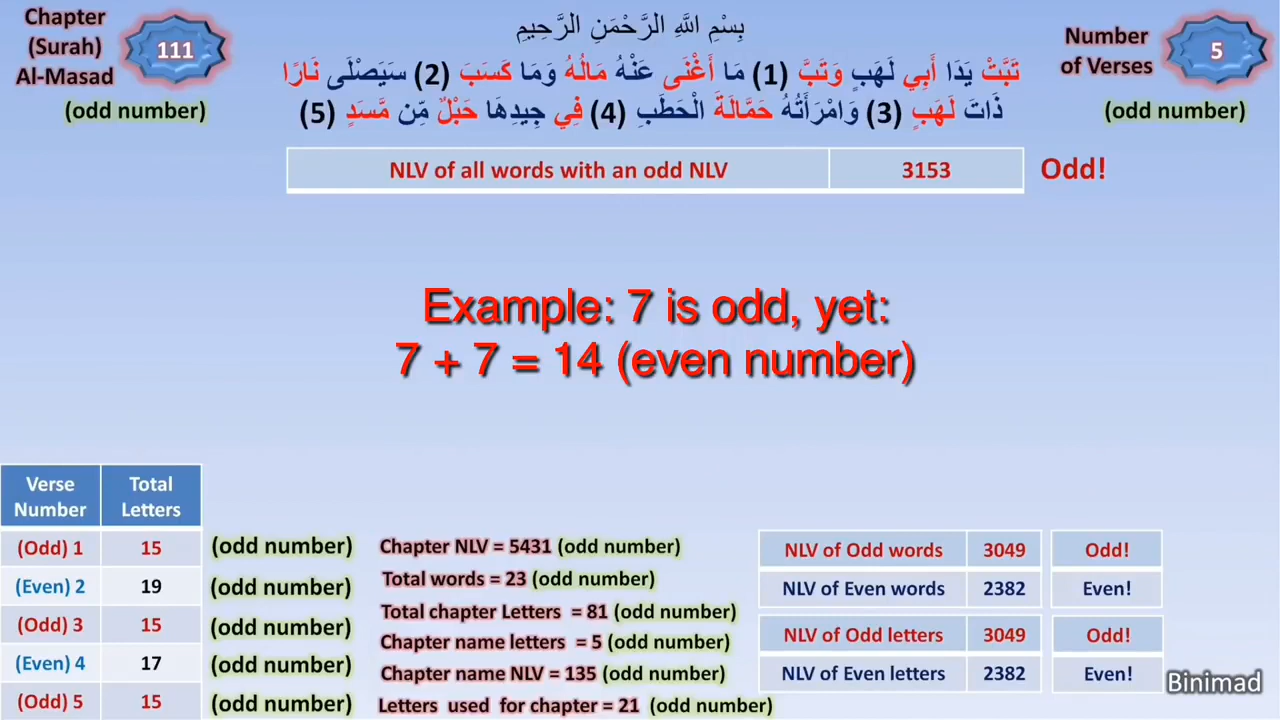 Chapter
(Surah)
Al-Masad
111
(odd number)
بِسْمِ اللَّهِ الرَّحْمَنِ الرَّحِيمِ
تَبَّتْ يَدَا أَبِي لَهَبٍ وَتَبَّ (1) مَا أَغْنَى عَنْهُ مَالُهُ وَمَا كَسَبَ (2) سَيَصْلَى نَارًا
ذَاتَ لَهَبٍ (3) وَامْرَأَتُهُ حَمَّالَةَ الْحَطَبِ (4) فِي جِيدِهَا حَبْلٌ مِّن مَّسَدٍ (5)
Number
of Verses
5
(odd number)
NLV of all words with an odd NLV 3153 Odd!
Example: 7 is odd, yet:
7 + 7 = 14 (even number)
Verse Number Total Letters
(Odd) 1 15 (odd number)
(Even) 2 19 (odd number)
(Odd) 3 15 (odd number)
(Even) 4 17 (odd number)
(Odd) 5 15 (odd number)
Chapter NLV = 5431 (odd number)
Total words = 23 (odd number)
Total chapter Letters = 81 (odd number)
Chapter name letters = 5 (odd number)
Chapter name NLV = 135 (odd number)
Letters used for chapter = 21 (odd number)
NLV of Odd words 3049 Odd!
NLV of Even words 2382 Even!
NLV of Odd letters 3049 Odd!
NLV of Even letters 2382 Even!
Binimad